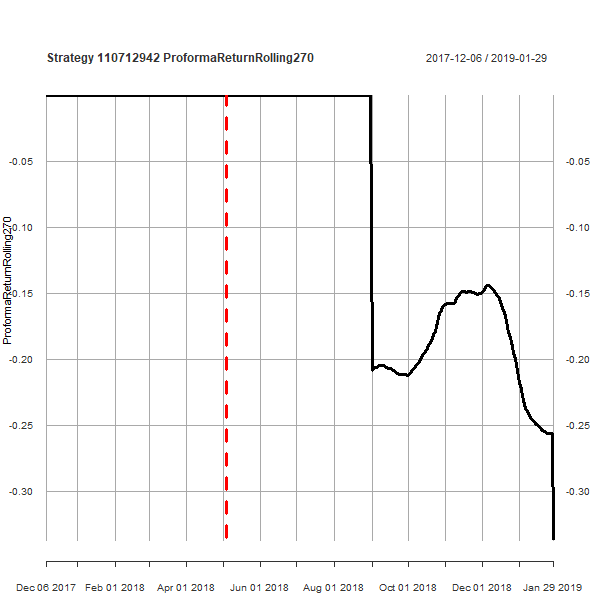 Strategy 110712942 ProformaReturnRolling270
2017-12-06 / 2019-01-29
ProformaReturnRolling270
-0.05 -0.05
-0.10 -0.10
-0.15 -0.15
-0.20 -0.20
-0.25 -0.25
-0.30 -0.30
Dec 06 2017 Feb 01 2018 Apr 01 2018 Jun 01 2018 Aug 01 2018 Oct 01 2018 Dec 01 2018 Jan 29 2019